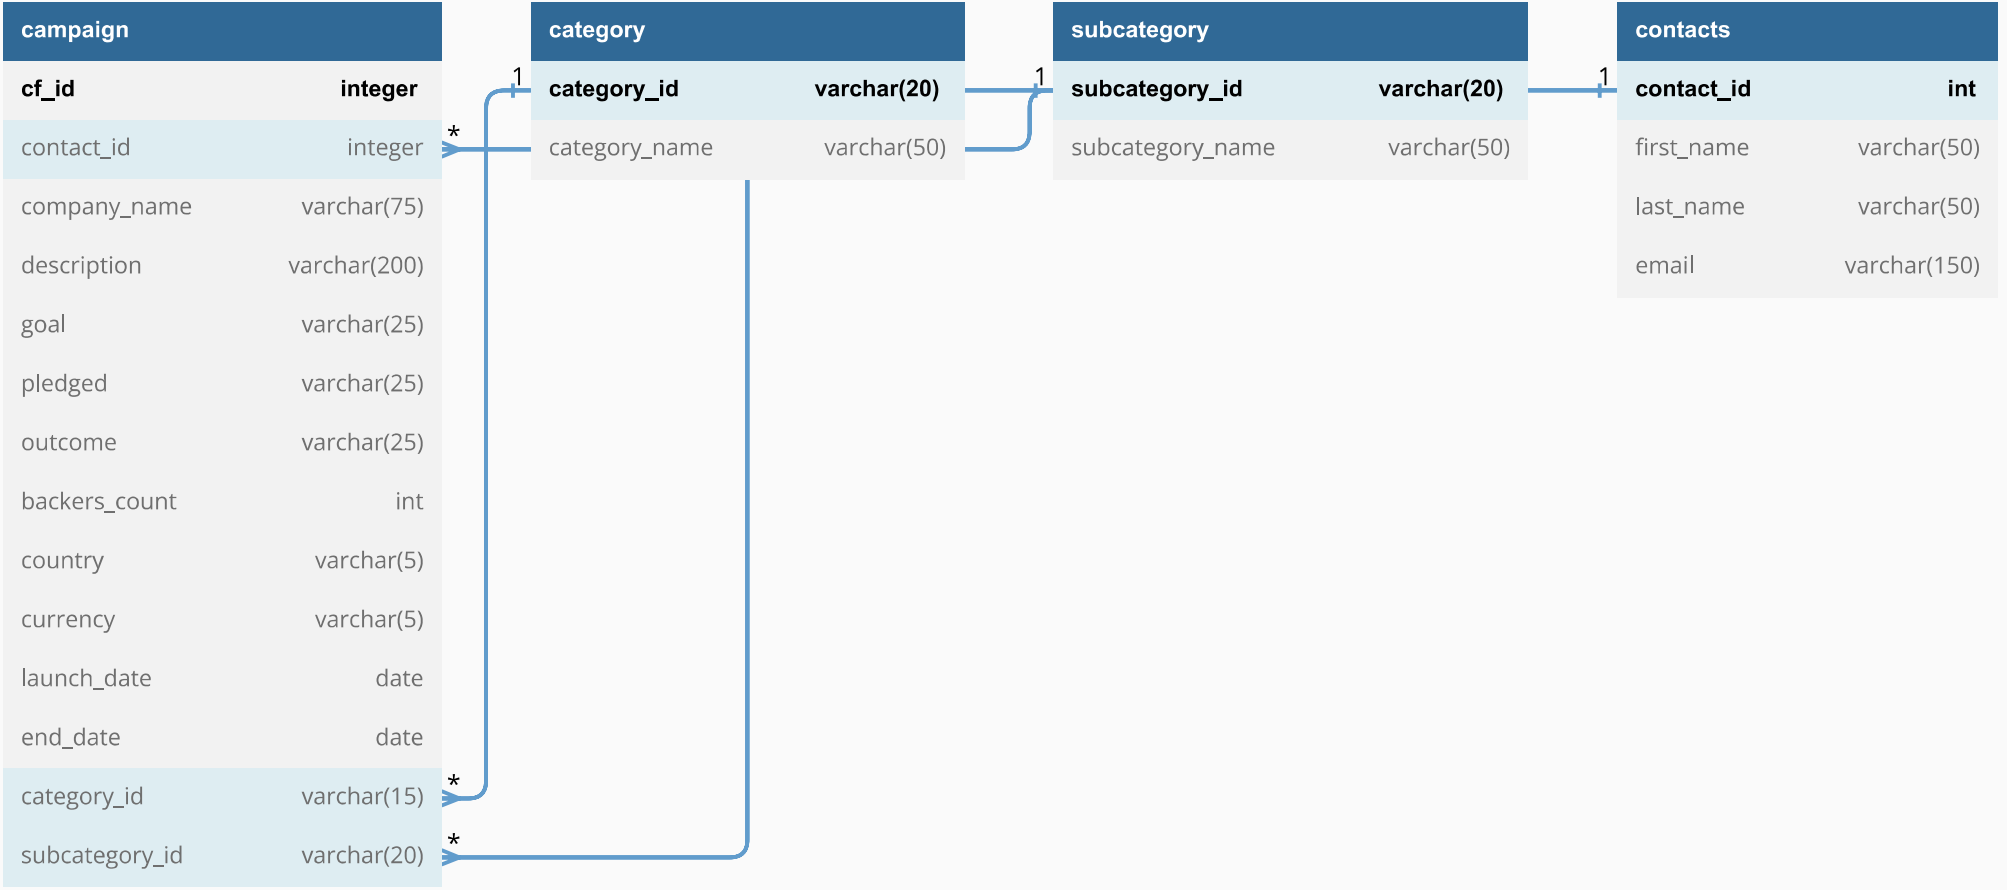 campaign
cf_id integer
contact_id integer
company_name varchar(75)
description varchar(200)
goal varchar(25)
pledged varchar(25)
outcome varchar(25)
backers_count int
country varchar(5)
currency varchar(5)
launch_date date
end_date date
category_id varchar(15)
subcategory_id varchar(20)
*
*
*
1
category
category_id varchar(20)
category_name varchar(50)
1
subcategory
subcategory_id varchar(20)
subcategory_name varchar(50)
1
contacts
contact_id int
first_name varchar(50)
last_name varchar(50)
email varchar(150)